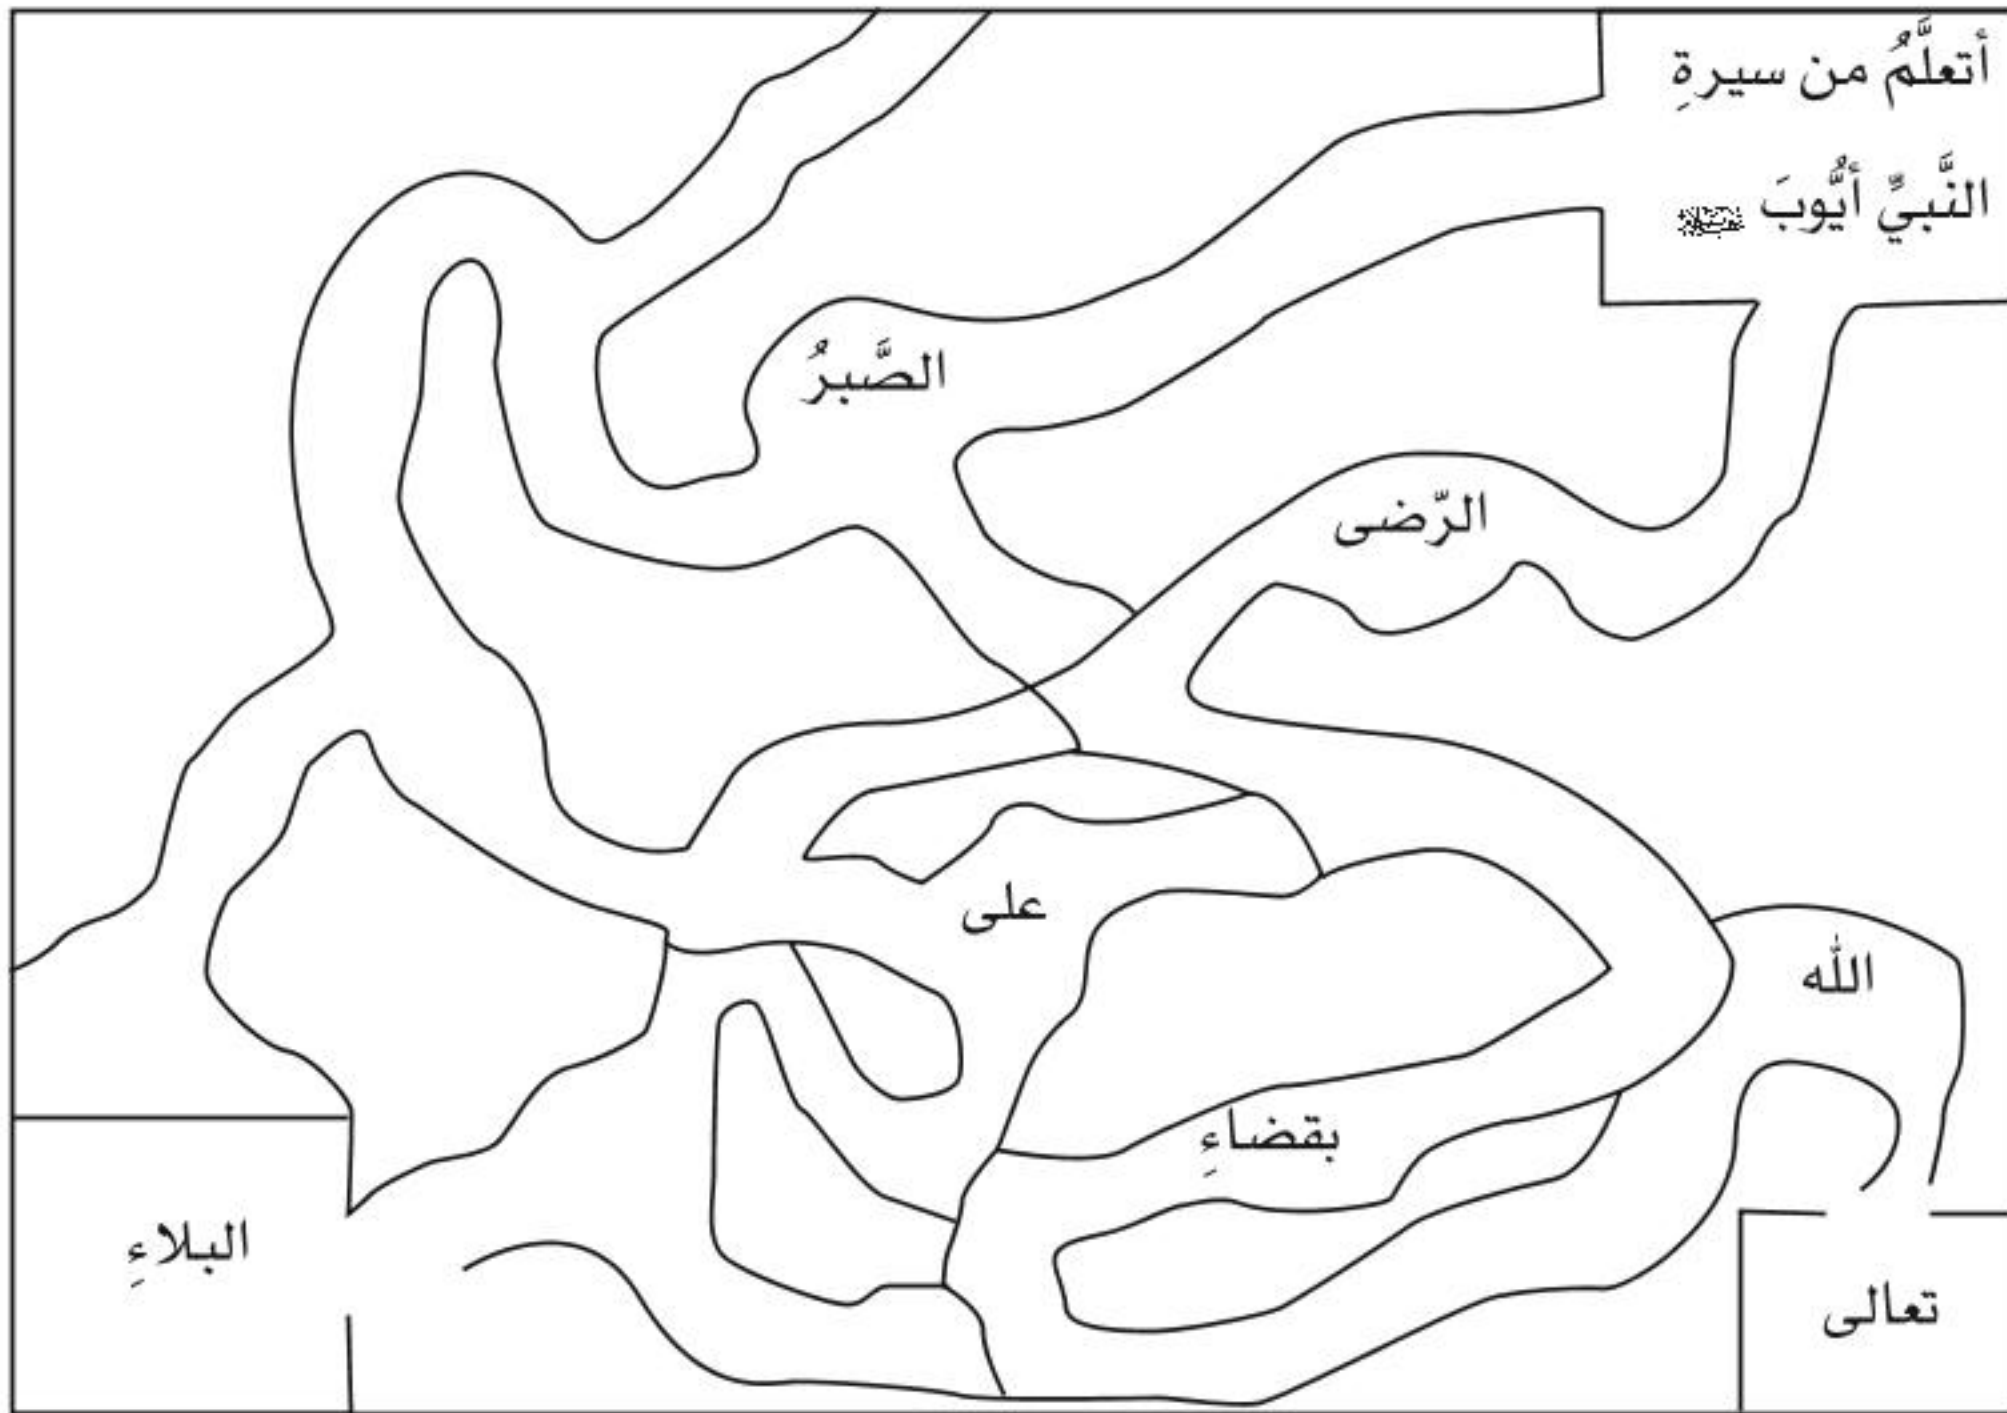 أتعلَّمُ من سيرةِ
النَّبيِّ أيُّوبَ
الصَّبرُ
الرّضى
على
الله
بقضاءِ
البلاءِ
تعالى